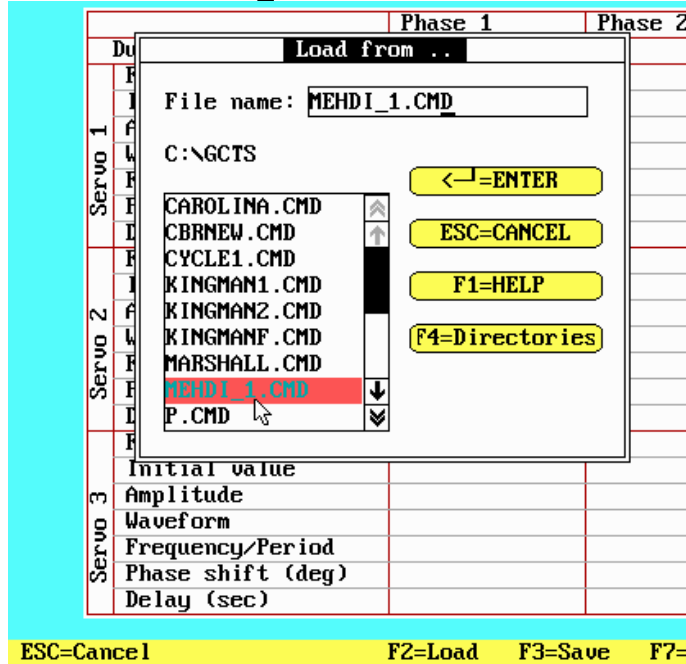 Phase 1 Phase 2
Du
Load from ..
File name: MEHDI_1.CMD
C:\GCTS
CAROLINA.CMD
CBRNEW.CMD
CYCLE1.CMD
KINGMAN1.CMD
KINGMAN2.CMD
KINGMANF.CMD
MARSHALL.CMD
MEHDI_1.CMD
P.CMD
<─┘=ENTER
ESC=CANCEL
F1=HELP
F4=Directories
Servo 1
Servo 2
Servo 3
Initial value
Amplitude
Waveform
Frequency/Period
Phase shift (deg)
Delay (sec)
ESC=Cancel F2=Load F3=Save F7=